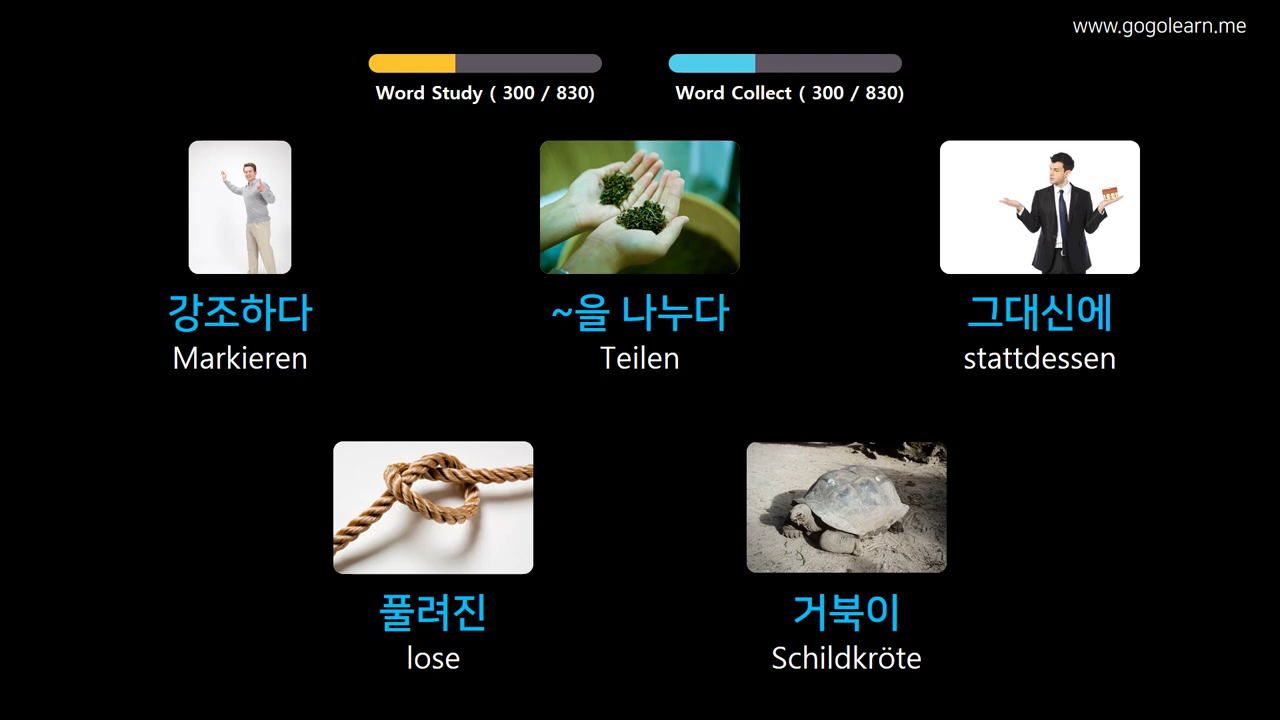 www.gogolearn.me
Word Study ( 300 / 830)
Word Collect ( 300 / 830)
강조하다
Markieren
~을 나누다
Teilen
그대신에
stattdessen
풀려진
lose
거북이
Schildkröte